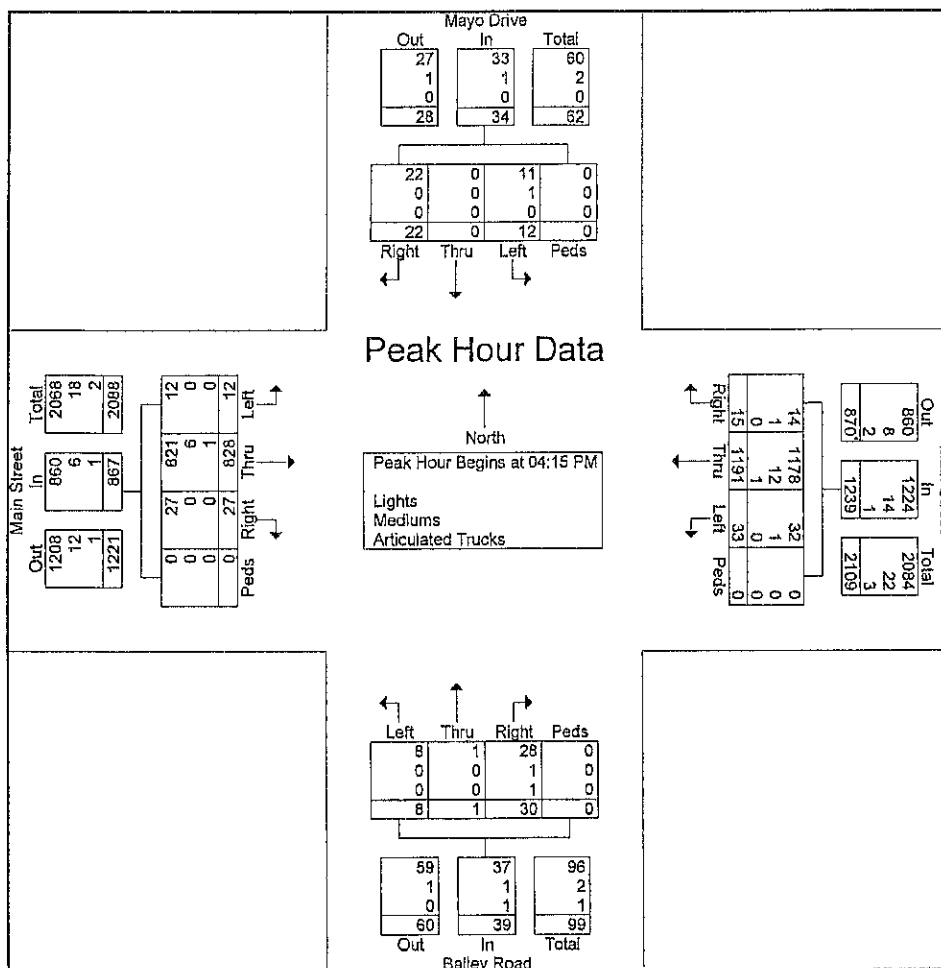 Mayo Drive
Out In Total
27 33 60
1 1 2
0 0 0
28 34 62
22 0 11 0
0 0 1 0
0 0 0 0
22 0 12 0
Right Thru Left Peds
Peak Hour Data
North
Peak Hour Begins at 04:15 PM
Lights
Mediums
Articulated Trucks
Main Street
Out In Total
1208 860 2068
12 6 18
1 1 2
1221 867 2088
Peds Right Thru Left
0 27 821 12
0 0 6 0
0 0 1 0
0 27 828 12
Out In Total
860 1224 2084
8 14 22
2 1 3
870 1239 2109
Right Thru Left Peds
14 1178 32 0
1 12 1 0
0 1 0 0
15 1191 33 0
Left Thru Right Peds
8 1 28 0
0 0 1 0
0 0 1 0
8 1 30 0
59 37 96
1 1 2
0 1 1
60 39 99
Out In Total
Bailey Road